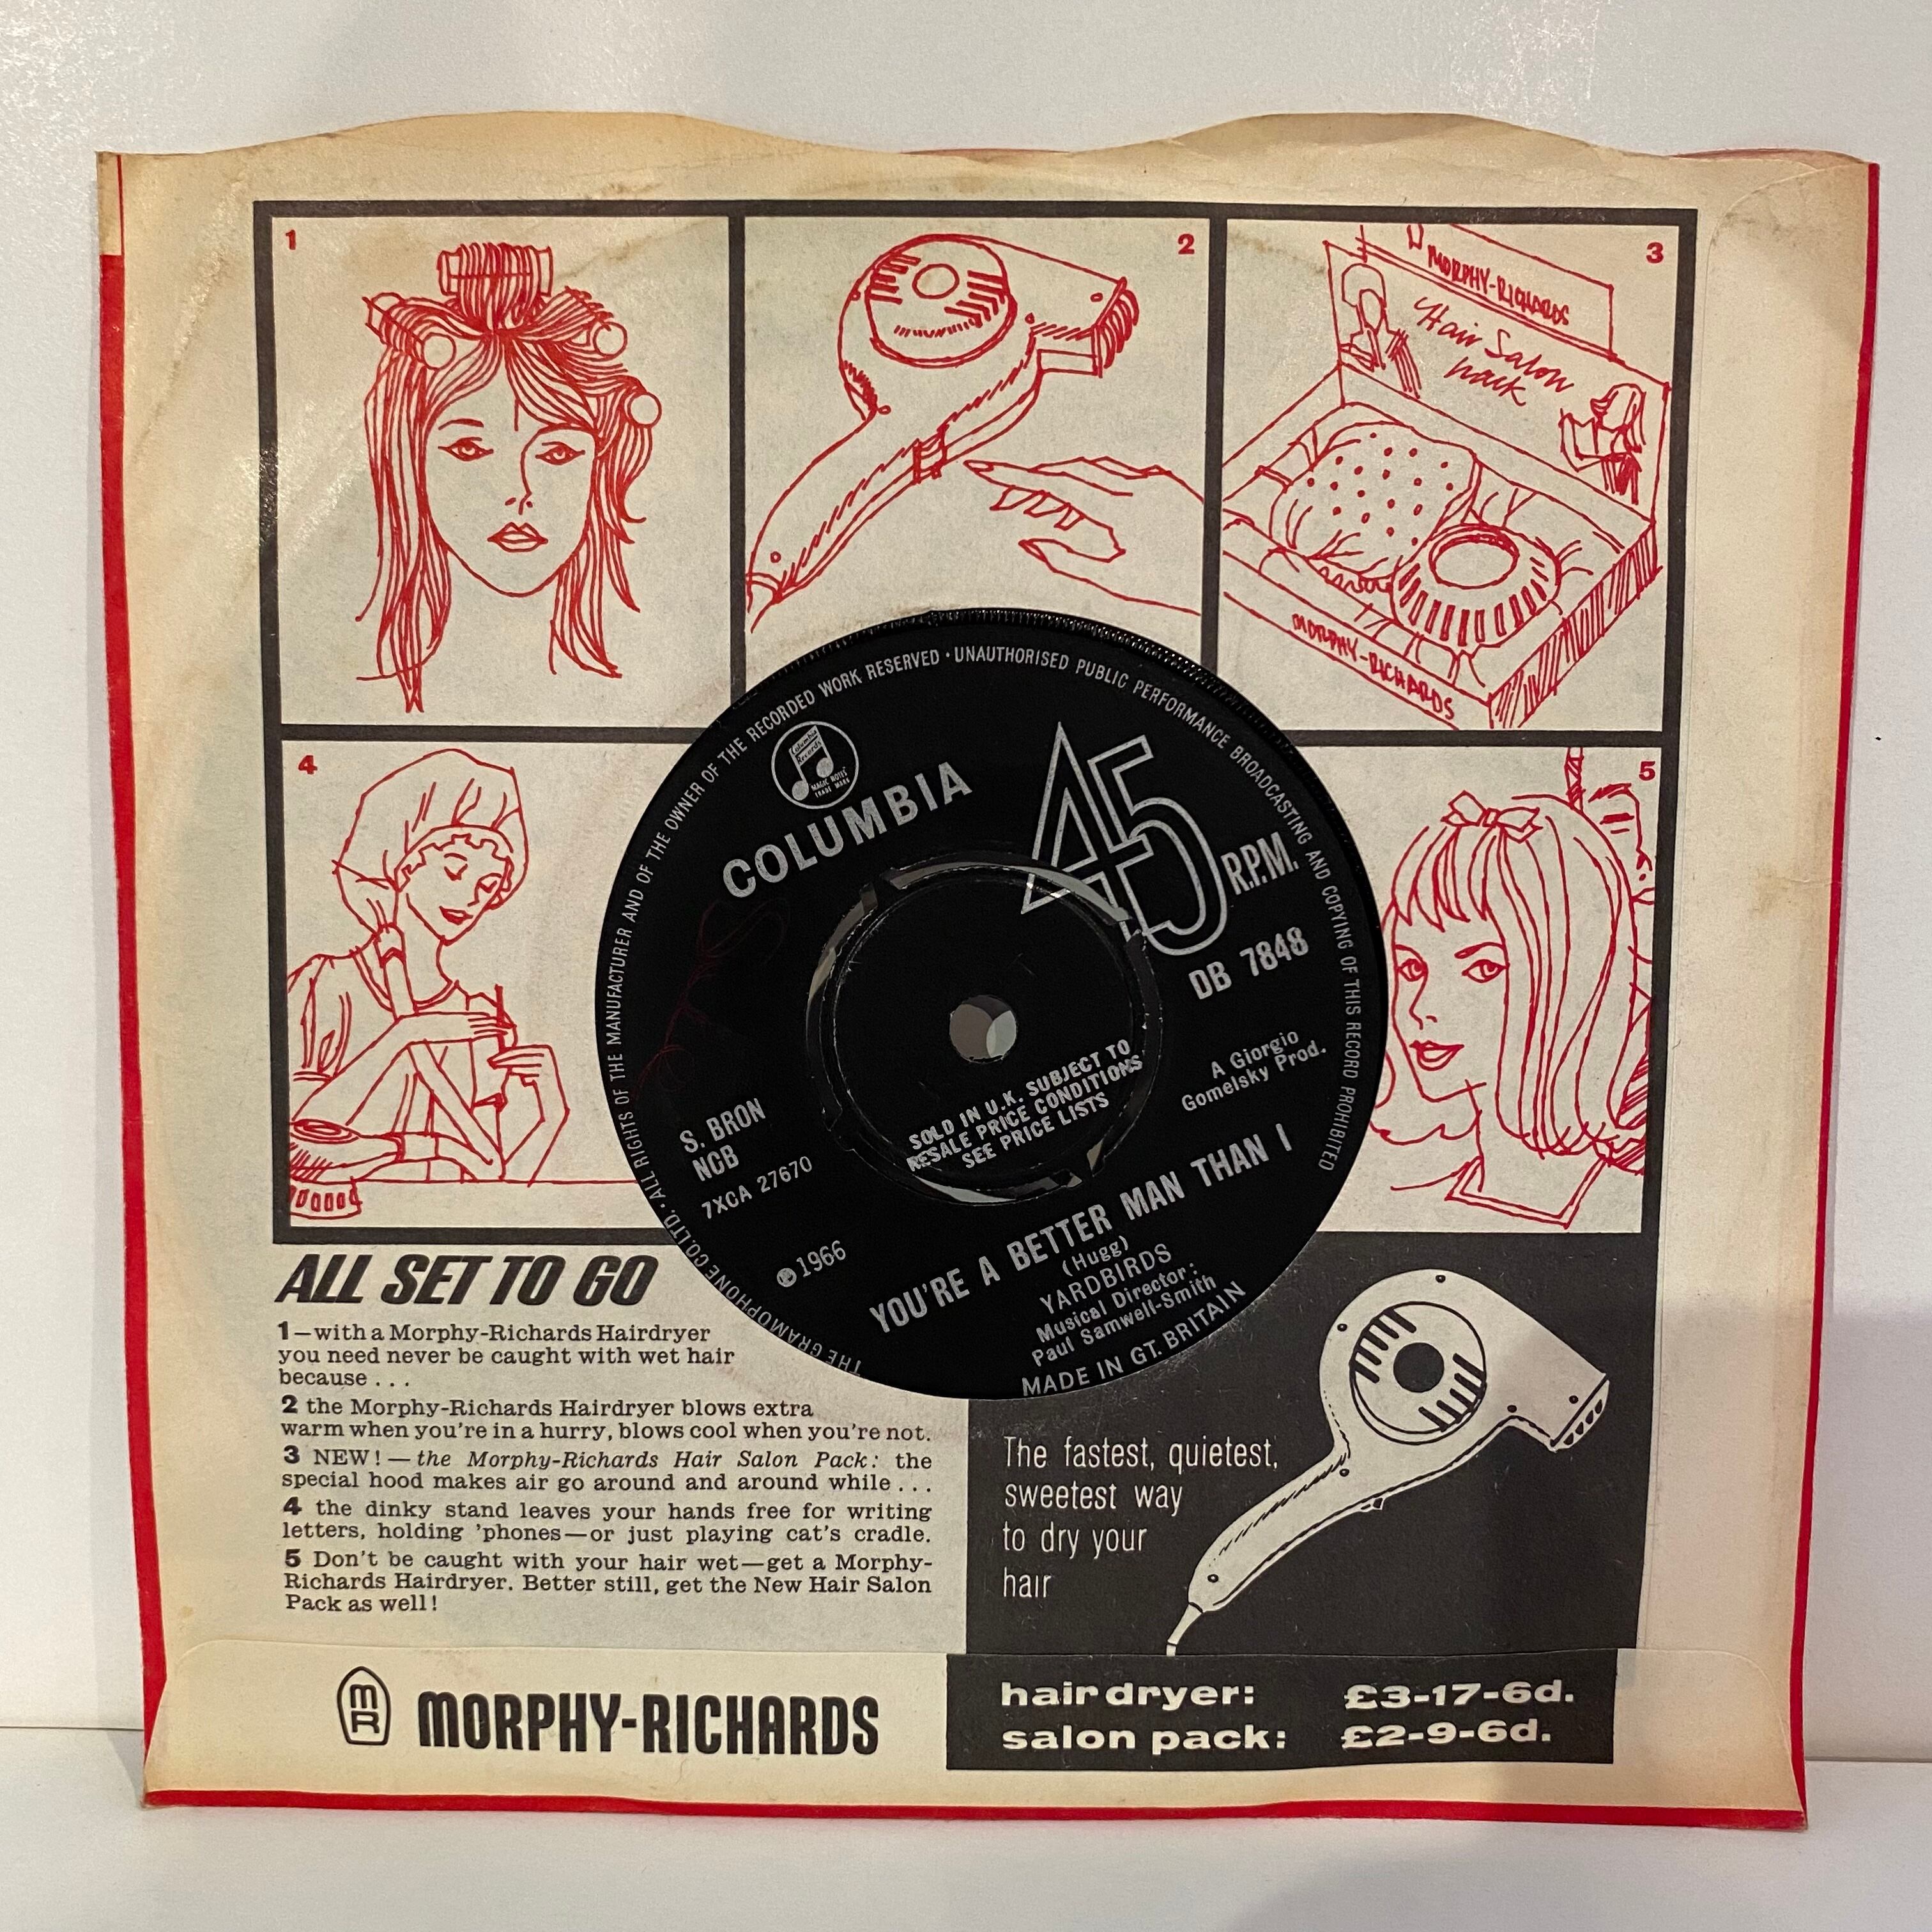 1
2
3
MORPHY-RICHARDS
Hair Salon
Pack
MORPHY-RICHARDS
4
5
ALL RIGHTS OF THE MANUFACTURER AND OF THE OWNER OF THE RECORDED WORK RESERVED · UNAUTHORISED PUBLIC PERFORMANCE BROADCASTING AND COPYING OF THIS RECORD PROHIBITED
THE GRAMOPHONE CO. LTD. ·
Columbia
Records
MAGIC NOTES
TRADE MARK
COLUMBIA
45
R.P.M.
DB 7848
A Giorgio
Gomelsky Prod.
SOLD IN U.K. SUBJECT TO
RESALE PRICE CONDITIONS
SEE PRICE LISTS
S. BRON
NCB
7XCA 27670
℗1966
YOU'RE A BETTER MAN THAN I
(Hugg)
YARDBIRDS
Musical Director:
Paul Samwell-Smith
MADE IN GT. BRITAIN
ALL SET TO GO
1—with a Morphy-Richards Hairdryer
you need never be caught with wet hair
because . . .
2 the Morphy-Richards Hairdryer blows extra
warm when you're in a hurry, blows cool when you're not.
3 NEW!—the Morphy-Richards Hair Salon Pack: the
special hood makes air go around and around while . . .
4 the dinky stand leaves your hands free for writing
letters, holding 'phones—or just playing cat's cradle.
5 Don't be caught with your hair wet—get a Morphy-
Richards Hairdryer. Better still, get the New Hair Salon
Pack as well!
The fastest, quietest,
sweetest way
to dry your
hair
MR
MORPHY-RICHARDS
hairdryer: £3-17-6d.
salon pack: £2-9-6d.